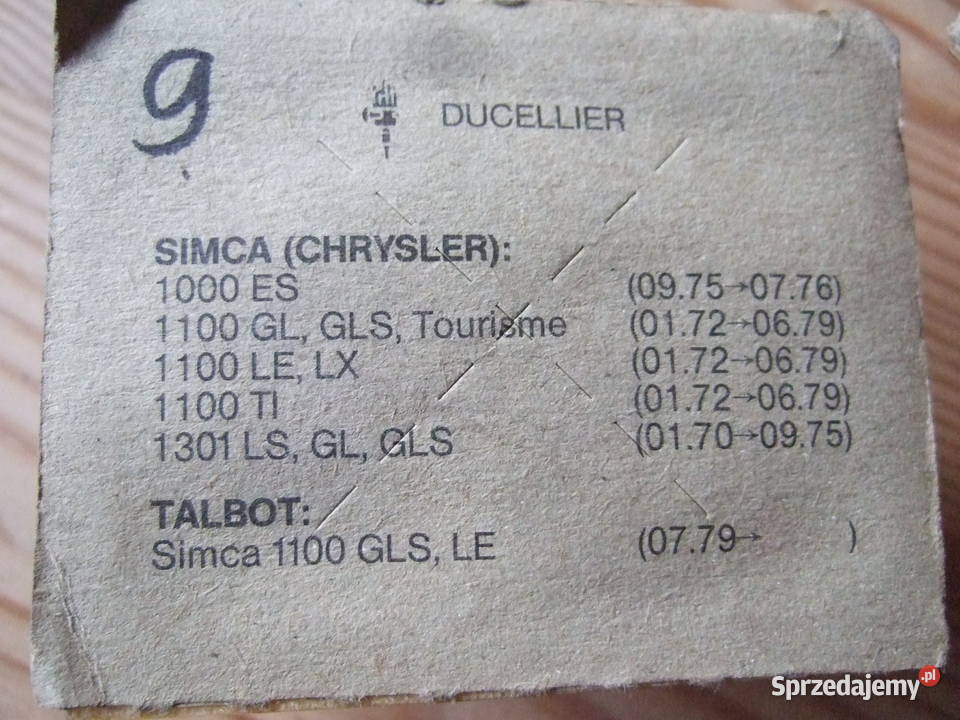 9
DUCELLIER
SIMCA (CHRYSLER):
1000 ES (09.75→07.76)
1100 GL, GLS, Tourisme (01.72→06.79)
1100 LE, LX (01.72→06.79)
1100 TI (01.72→06.79)
1301 LS, GL, GLS (01.70→09.75)
TALBOT:
Simca 1100 GLS, LE (07.79→ )
Sprzedajemy.pl